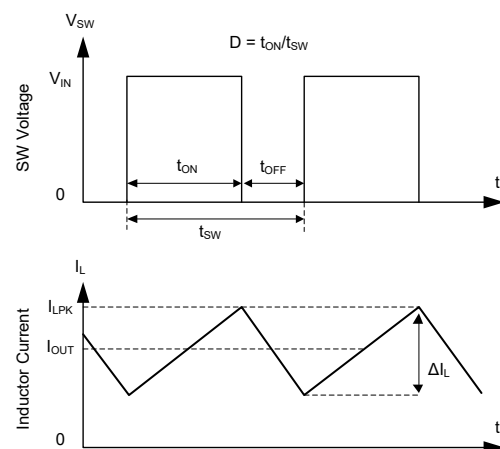 V_SW
D = t_ON/t_SW
V_IN
SW Voltage
t_ON
t_OFF
t
0
t_SW
I_L
I_LPK
I_OUT
Inductor Current
ΔI_L
0
t